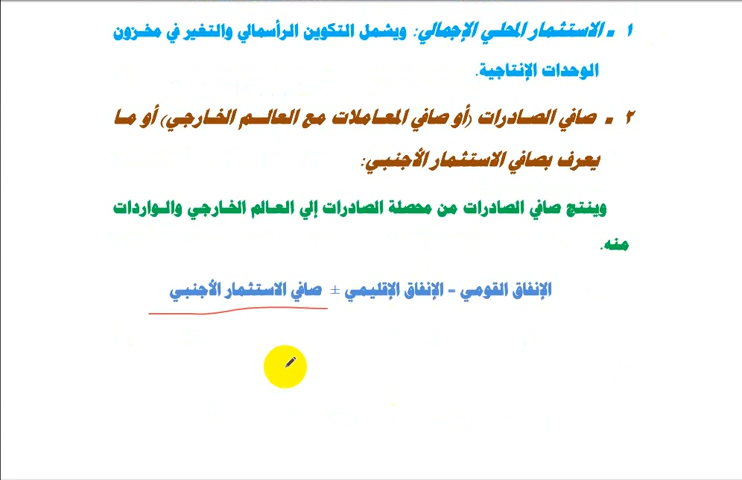 ١ - الاستثمار المحلي الإجمالي: ويشمل التكوين الرأسمالي والتغير في مخزون
الوحدات الإنتاجية.
٢ - صافي الصادرات (أو صافي المعاملات مع العالم الخارجي) أو ما
يعرف بصافي الاستثمار الأجنبي:
وينتج صافي الصادرات من محصلة الصادرات إلي العالم الخارجي والواردات
منه.
الإنفاق القومي – الإنفاق الإقليمي ± صافي الاستثمار الأجنبي